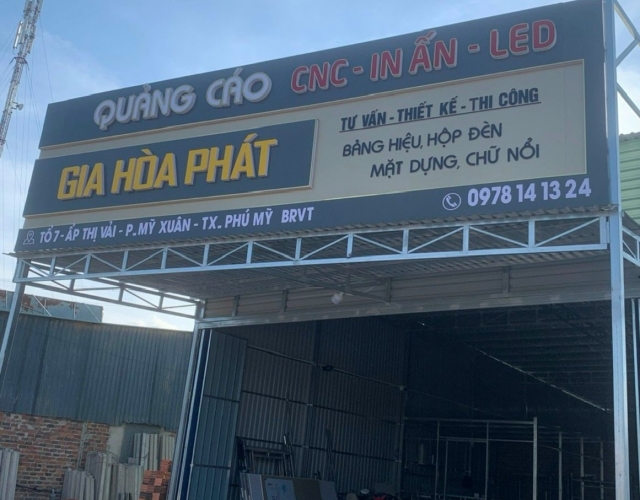 QUẢNG CÁO CNC - IN ẤN - LED
GIA HÒA PHÁT
TƯ VẤN - THIẾT KẾ - THI CÔNG
BẢNG HIỆU, HỘP ĐÈN
MẶT DỰNG, CHỮ NỔI
TỔ 7 - ẤP THỊ VẢI - P. MỸ XUÂN - TX. PHÚ MỸ BRVT
0978 14 13 24